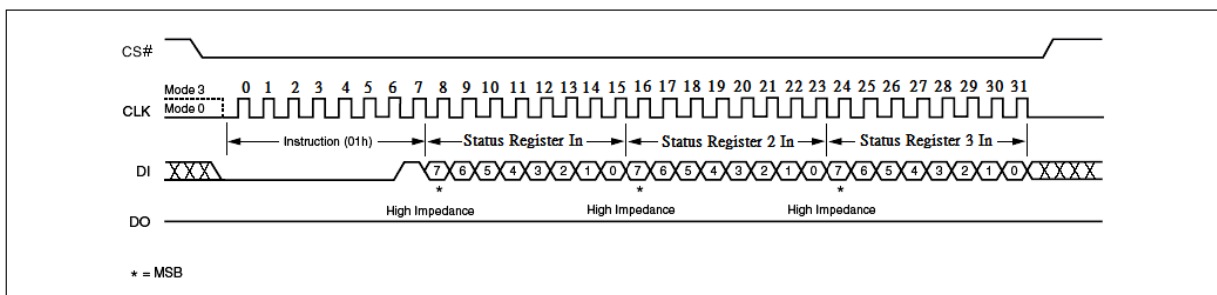 CS#
Mode 3
0 1 2 3 4 5 6 7 8 9 10 11 12 13 14 15 16 17 18 19 20 21 22 23 24 25 26 27 28 29 30 31
CLK
Mode 0
Instruction (01h) Status Register In Status Register 2 In Status Register 3 In
DI 7 6 5 4 3 2 1 0 7 6 5 4 3 2 1 0 7 6 5 4 3 2 1 0
* * *
High Impedance High Impedance High Impedance
DO
* = MSB